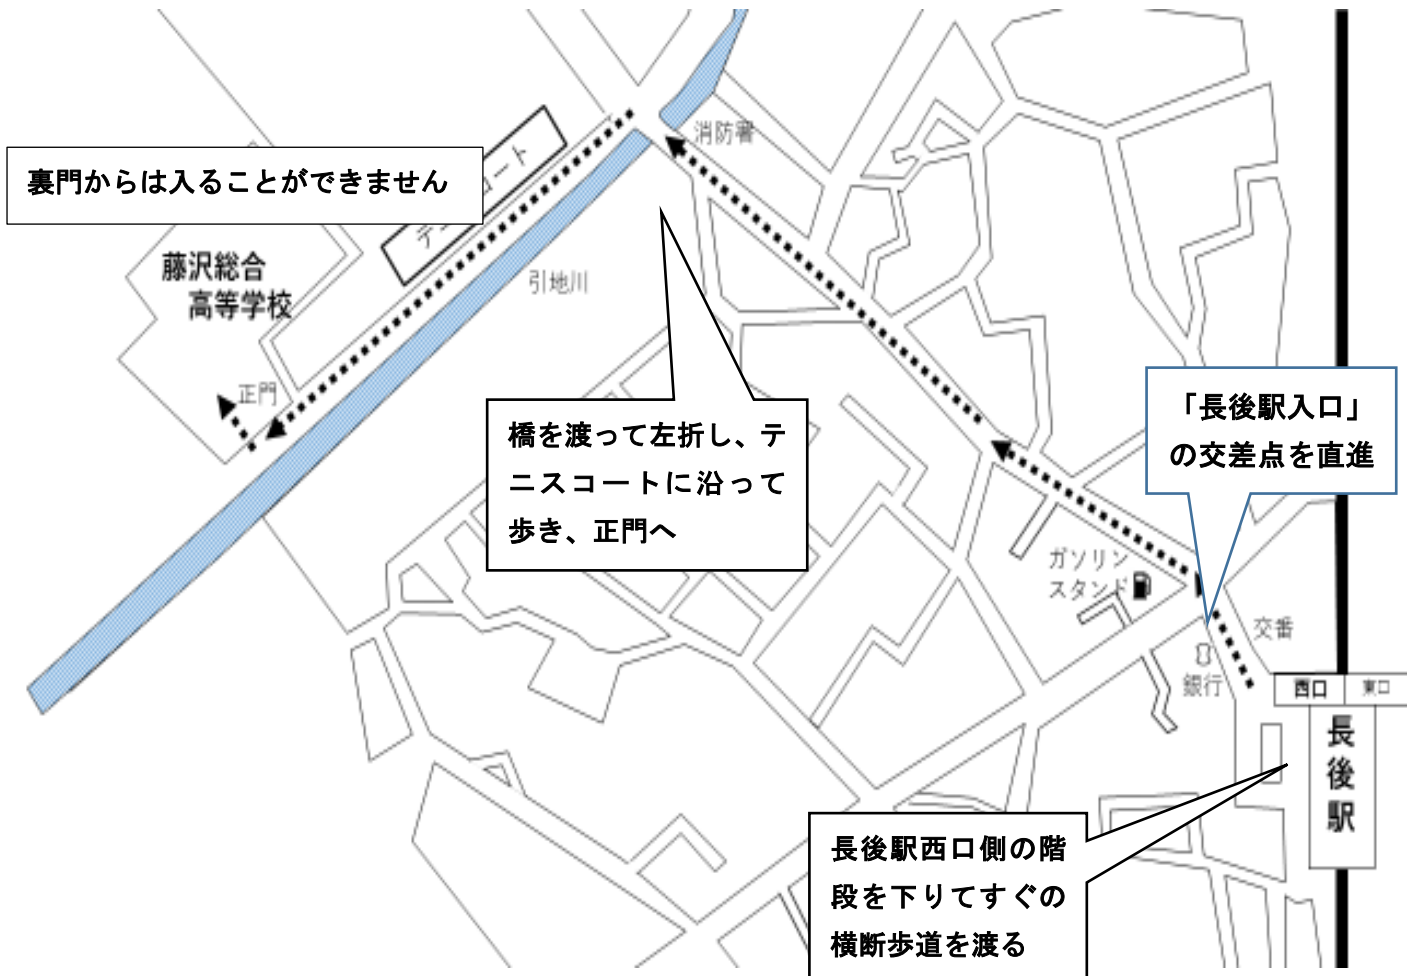 消防署
裏門からは入ることができません
コート
藤沢総合
高等学校
引地川
正門
橋を渡って左折し、テ
ニスコートに沿って
歩き、正門へ
「長後駅入口」
の交差点を直進
ガソリン
スタンド
交番
銀行
西口
東口
長後駅
長後駅西口側の階
段を下りてすぐの
横断歩道を渡る